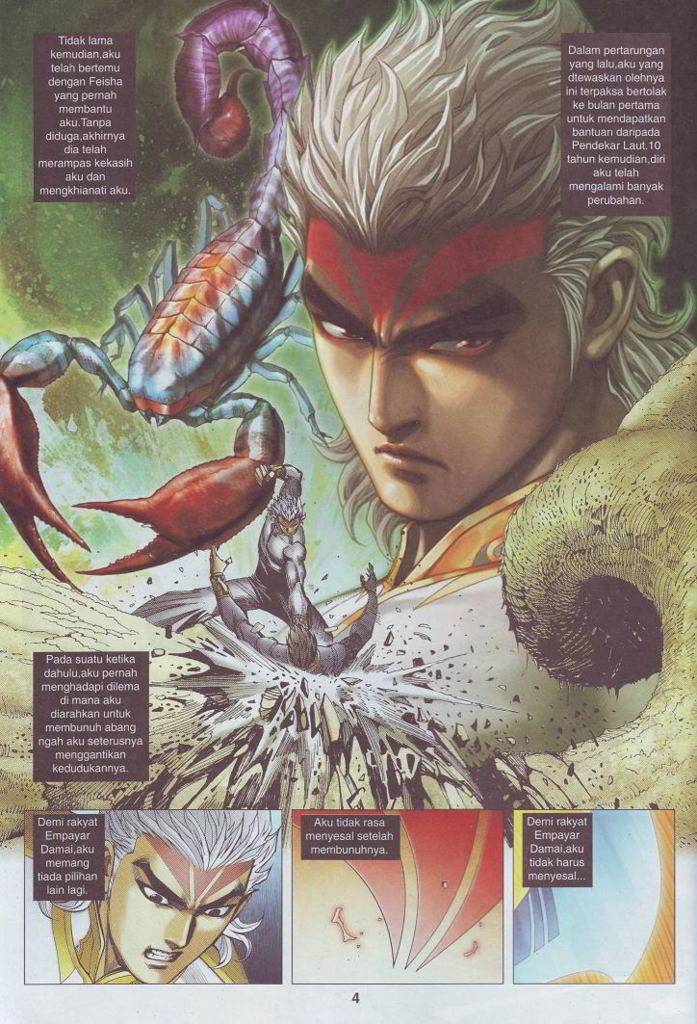 Tidak lama
kemudian,aku
telah bertemu
dengan Feisha
yang pernah
membantu
aku.Tanpa
diduga,akhirnya
dia telah
merampas kekasih
aku dan
mengkhianati aku.
Dalam pertarungan
yang lalu,aku yang
dtewaskan olehnya
ini terpaksa bertolak
ke bulan pertama
untuk mendapatkan
bantuan daripada
Pendekar Laut.10
tahun kemudian,diri
aku telah
mengalami banyak
perubahan.
Pada suatu ketika
dahulu,aku pernah
menghadapi dilema
di mana aku
diarahkan untuk
membunuh abang
ngah aku seterusnya
menggantikan
kedudukannya.
Demi rakyat
Empayar
Damai,aku
memang
tiada pilihan
lain lagi.
Aku tidak rasa
menyesal setelah
membunuhnya.
Demi rakyat
Empayar
Damai,aku
tidak harus
menyesal...
4